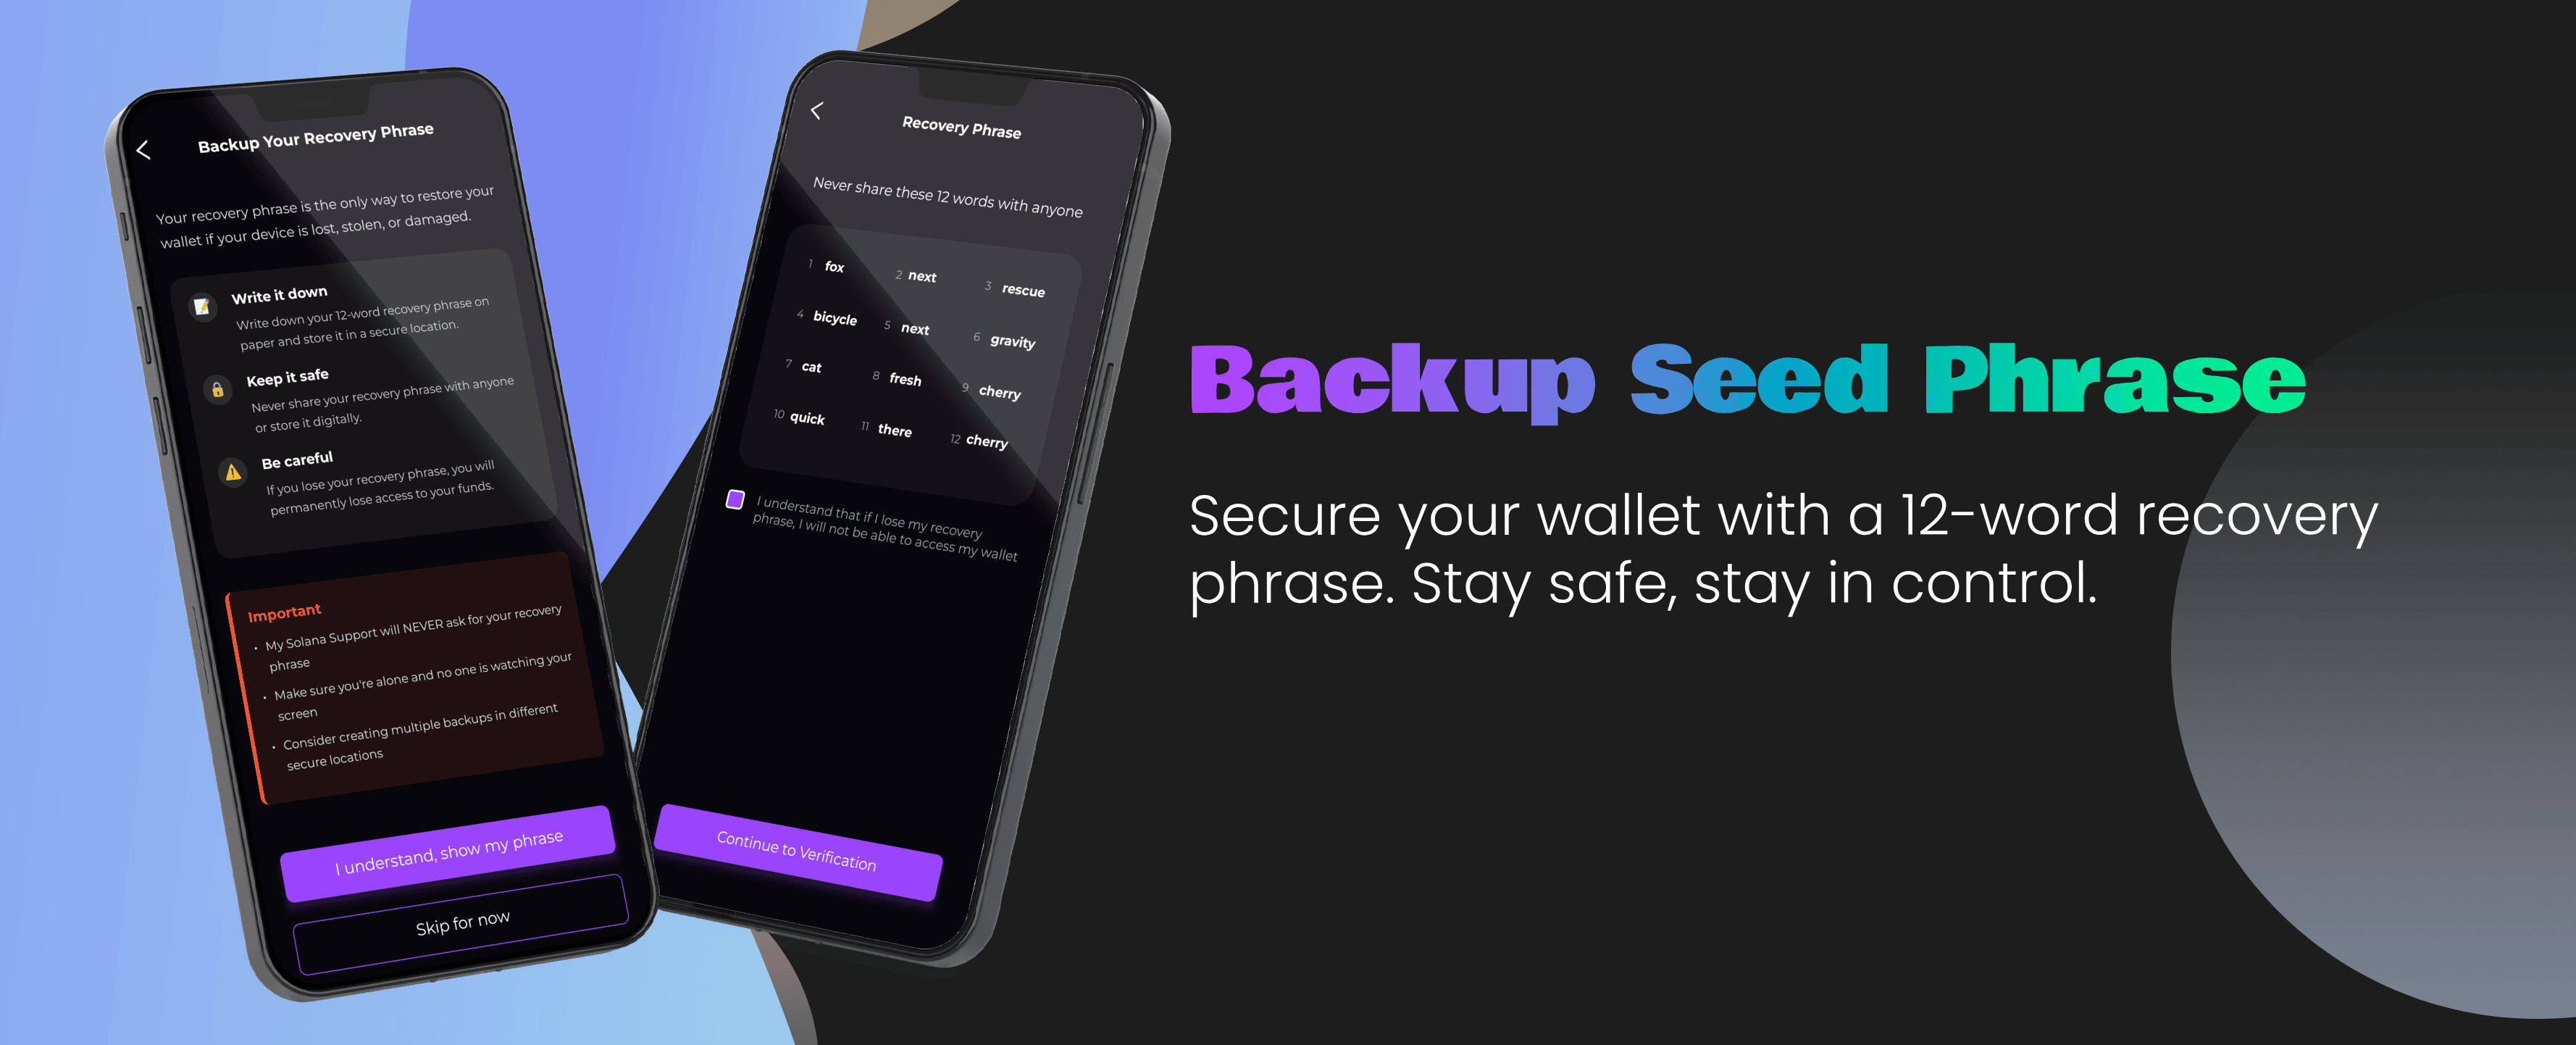 Backup Your Recovery Phrase
Your recovery phrase is the only way to restore your
wallet if your device is lost, stolen, or damaged.
Write it down
Write down your 12-word recovery phrase on
paper and store it in a secure location.
Keep it safe
Never share your recovery phrase with anyone
or store it digitally.
Be careful
If you lose your recovery phrase, you will
permanently lose access to your funds.
Important
• My Solana Support will NEVER ask for your recovery
phrase
• Make sure you're alone and no one is watching your
screen
• Consider creating multiple backups in different
secure locations
I understand, show my phrase
Skip for now
Recovery Phrase
Never share these 12 words with anyone
1 fox 2 next 3 rescue
4 bicycle 5 next 6 gravity
7 cat 8 fresh 9 cherry
10 quick 11 there 12 cherry
I understand that if I lose my recovery
phrase, I will not be able to access my wallet
Continue to Verification
Backup Seed Phrase
Secure your wallet with a 12-word recovery
phrase. Stay safe, stay in control.